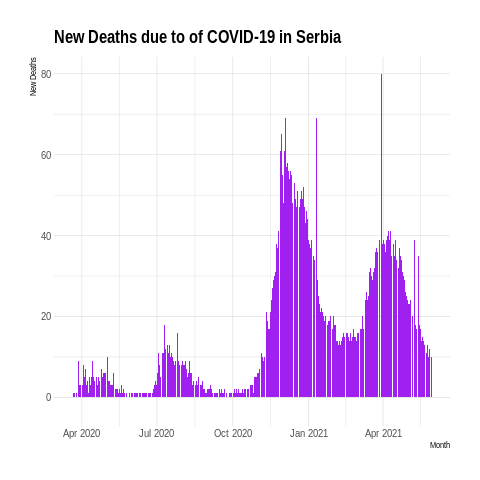 New Deaths due to of COVID-19 in Serbia
New Deaths
80
60
40
20
0
Apr 2020 Jul 2020 Oct 2020 Jan 2021 Apr 2021
Month